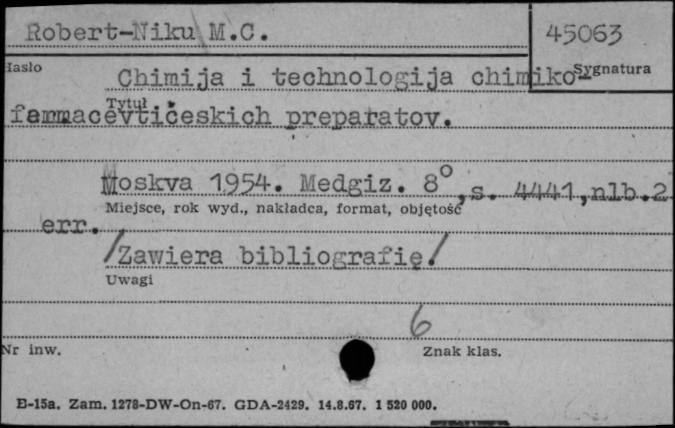 Robert-Niku M.C.
45063
Hasło
Sygnatura
Chimija i technologija chimiko-
Tytuł
farmacevtičeskich preparatov.
Moskva 1954. Medgiz. 8°, s. 4441, nlb. 2
Miejsce, rok wyd., nakładca, format, objętość
err.
/Zawiera bibliografię/
Uwagi
6
Nr inw.
Znak klas.
E-15a. Zam. 1278-DW-On-67. GDA-2429. 14.8.67. 1 520 000.